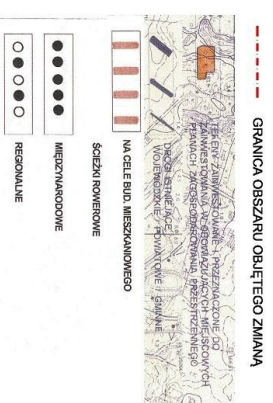 GRANICA OBSZARU OBJĘTEGO ZMIANĄ
TERENY ZAINWESTOWANE I PRZEZNACZONE DO
ZAINWESTOWANIA W OBOWIĄZUJĄCYCH MIEJSCOWYCH
PLANACH ZAGOSPODAROWANIA PRZESTRZENNEGO
DROGI ISTNIEJĄCE
WOJEWÓDZKIE / POWIATOWE / GMINNE
NA CELE BUD. MIESZKANIOWEGO
ŚCIEŻKI ROWEROWE
MIĘDZYNARODOWE
REGIONALNE